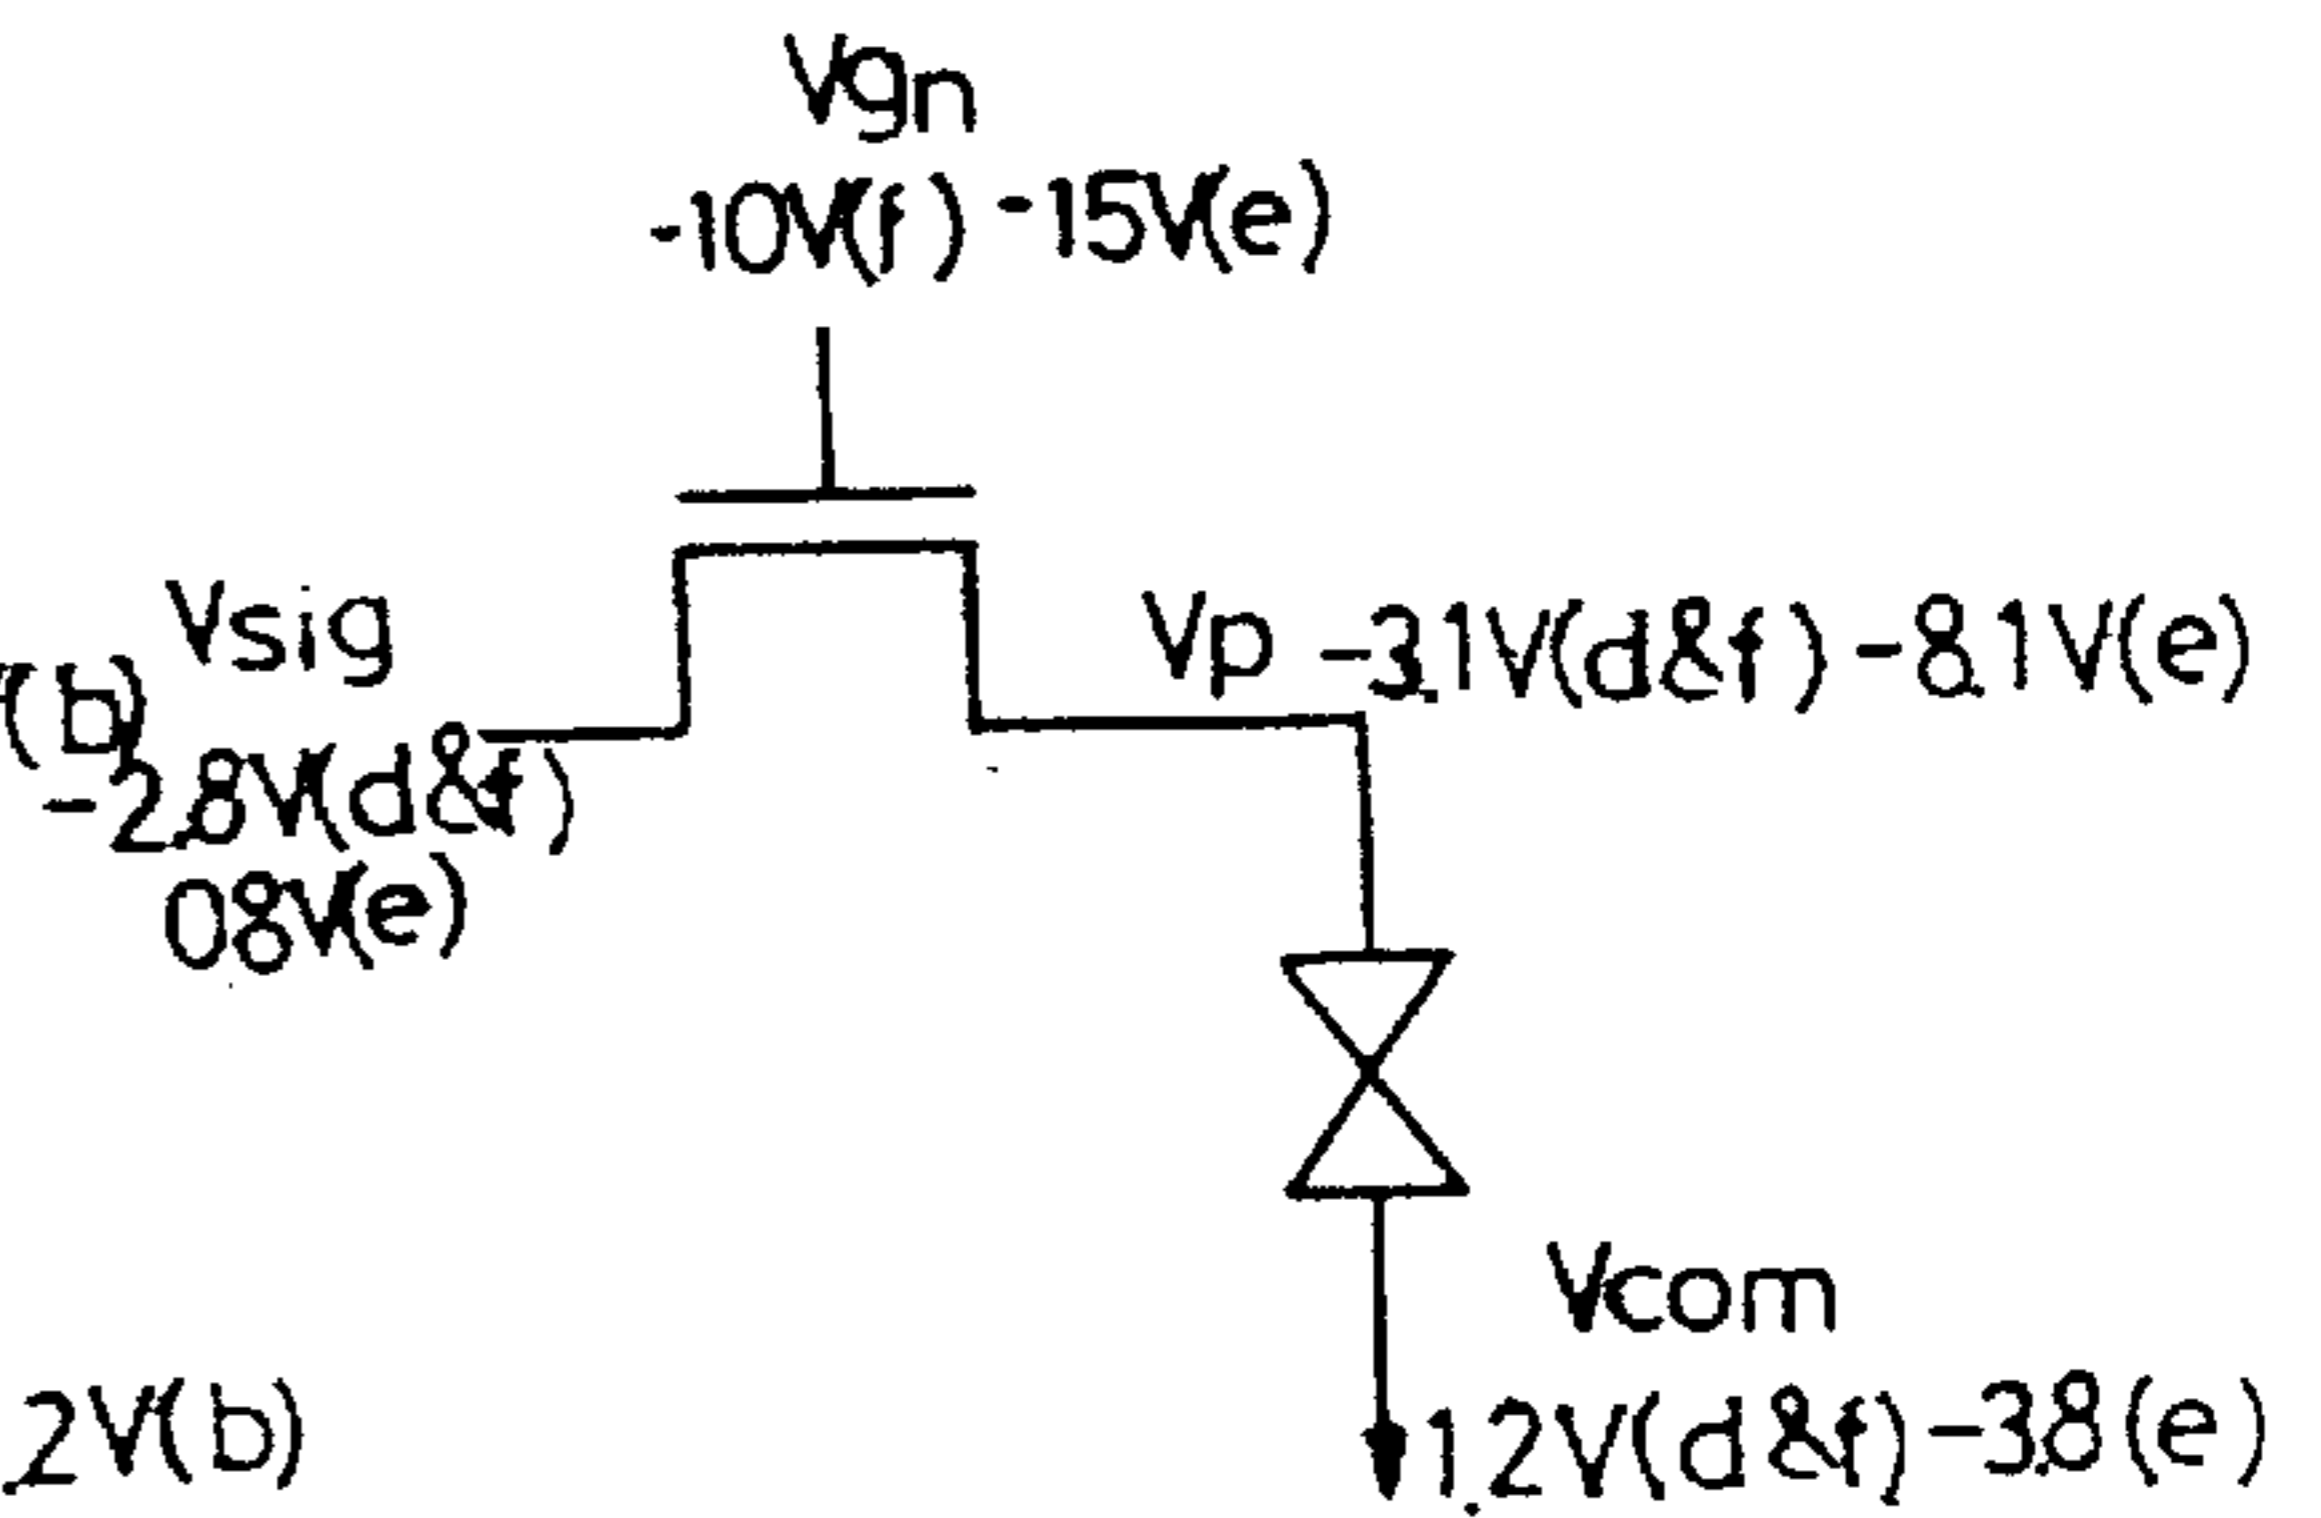 Vgn
-10V(f) -15V(e)
Vsig
Vp -3.1V(d&f) -8.1V(e)
(b)
-2.8V(d&f)
0.8V(e)
Vcom
.2V(b)
1.2V(d&f) -3.8(e)